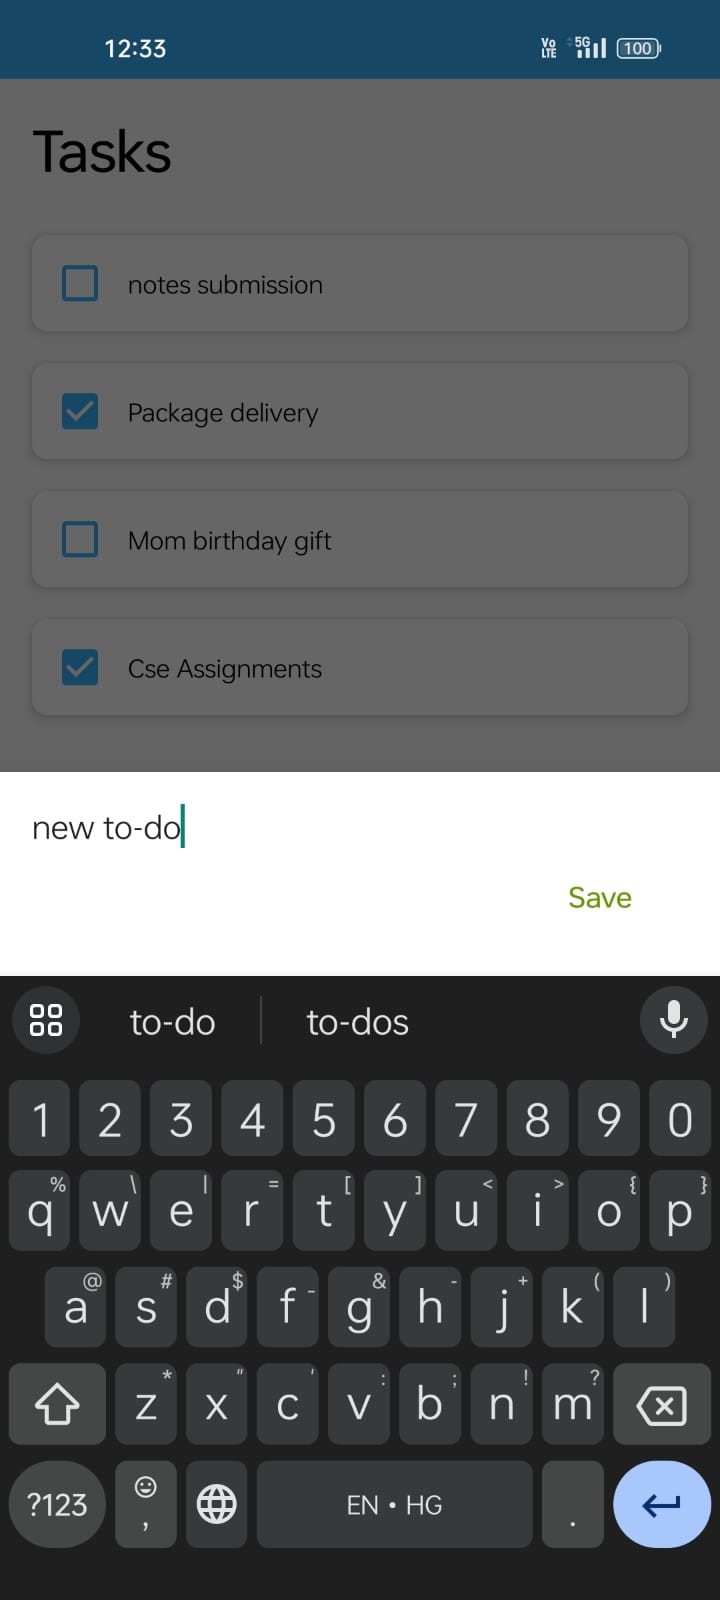 12:33 Vo LTE 5G 100
Tasks
notes submission
Package delivery
Mom birthday gift
Cse Assignments
new to-do
Save
to-do to-dos
1 2 3 4 5 6 7 8 9 0
% \ | = [ ] < > { }
q w e r t y u i o p
@ # $ _ & - + ( )
a s d f g h j k l
* " ' : ; ! ?
z x c v b n m
?123 , EN • HG .